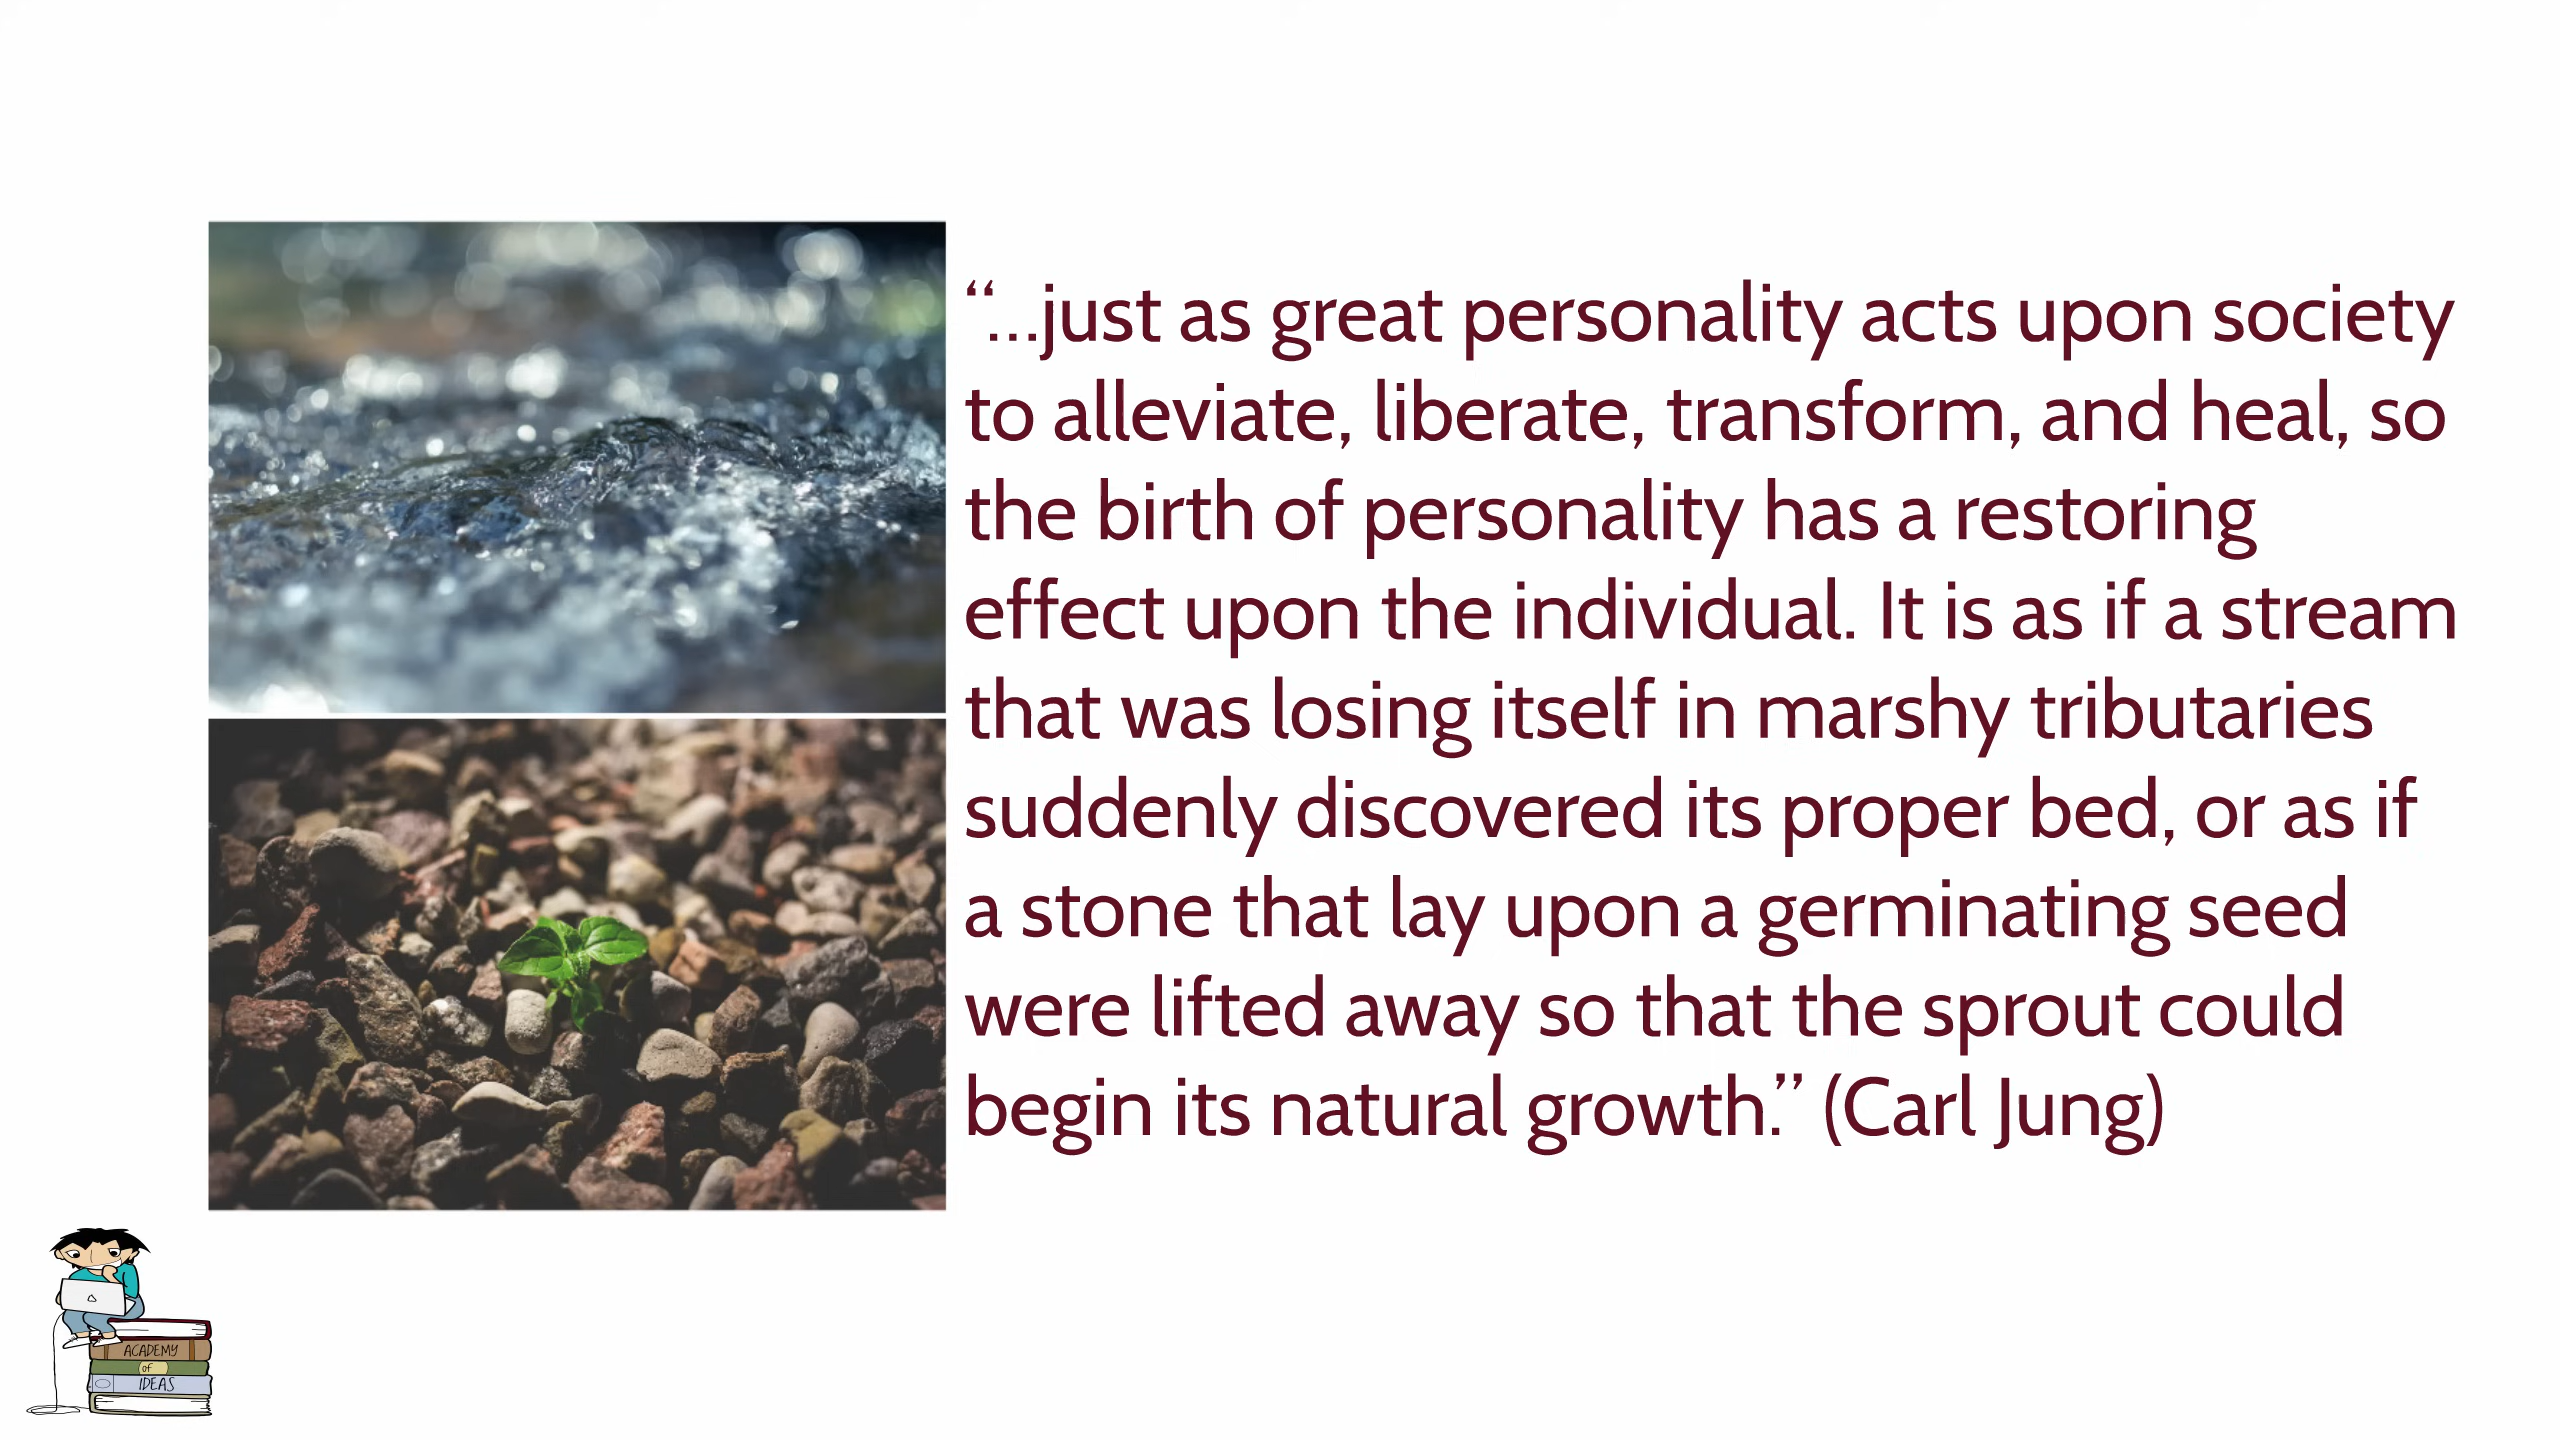 “...just as great personality acts upon society
to alleviate, liberate, transform, and heal, so
the birth of personality has a restoring
effect upon the individual. It is as if a stream
that was losing itself in marshy tributaries
suddenly discovered its proper bed, or as if
a stone that lay upon a germinating seed
were lifted away so that the sprout could
begin its natural growth.” (Carl Jung)
ACADEMY
of
IDEAS